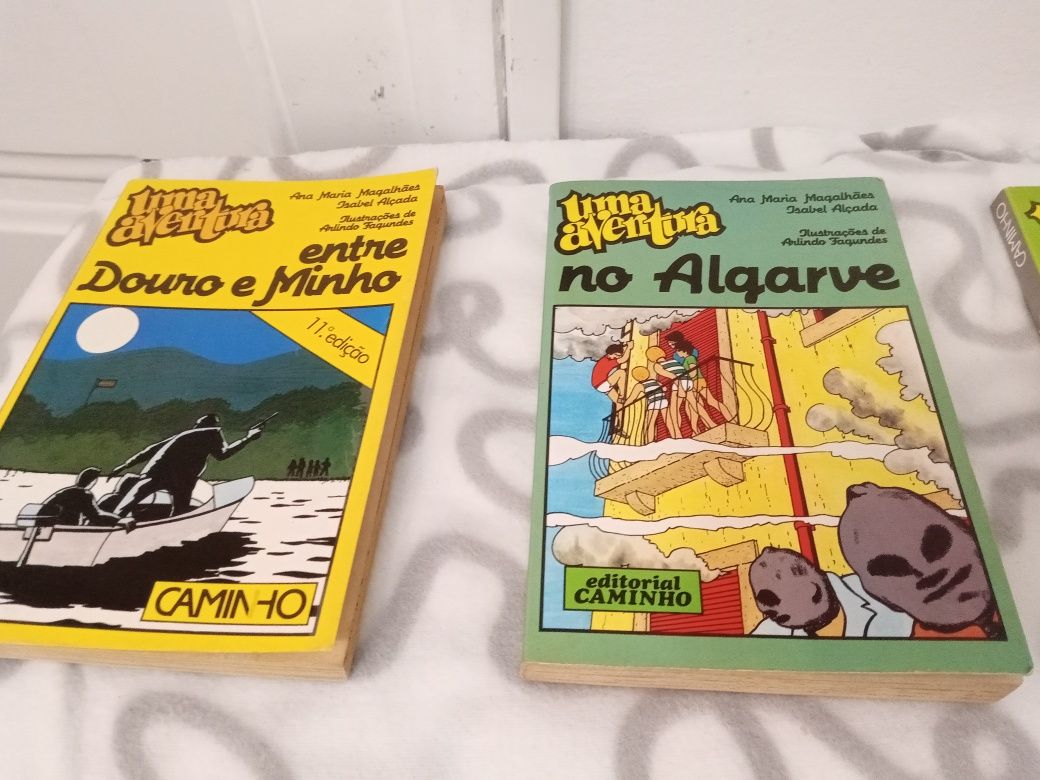 uma
aventura
Ana Maria Magalhães
Isabel Alçada
Ilustrações de
Arlindo Fagundes
entre
Douro e Minho
11.ª edição
CAMINHO
uma
aventura
Ana Maria Magalhães
Isabel Alçada
Ilustrações de
Arlindo Fagundes
no Algarve
editorial
CAMINHO
CAMINHO